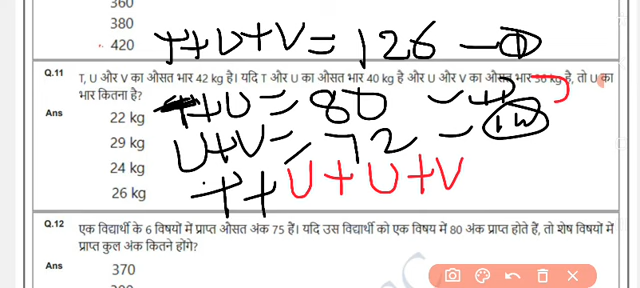 360
380
420
T+U+V=126 —①
Q.11 T, U और V का औसत भार 42 kg है। यदि T और U का औसत भार 40 kg है और U और V का औसत भार 36 kg है, तो U का
भार कितना है?
T+U=80
Ans 22 kg
U+V=72
29 kg
24 kg
T+U+U+V
26 kg
Q.12 एक विद्यार्थी के 6 विषयों में प्राप्त औसत अंक 75 हैं। यदि उस विद्यार्थी को एक विषय में 80 अंक प्राप्त होते हैं, तो शेष विषयों में
प्राप्त कुल अंक कितने होंगे?
Ans 370